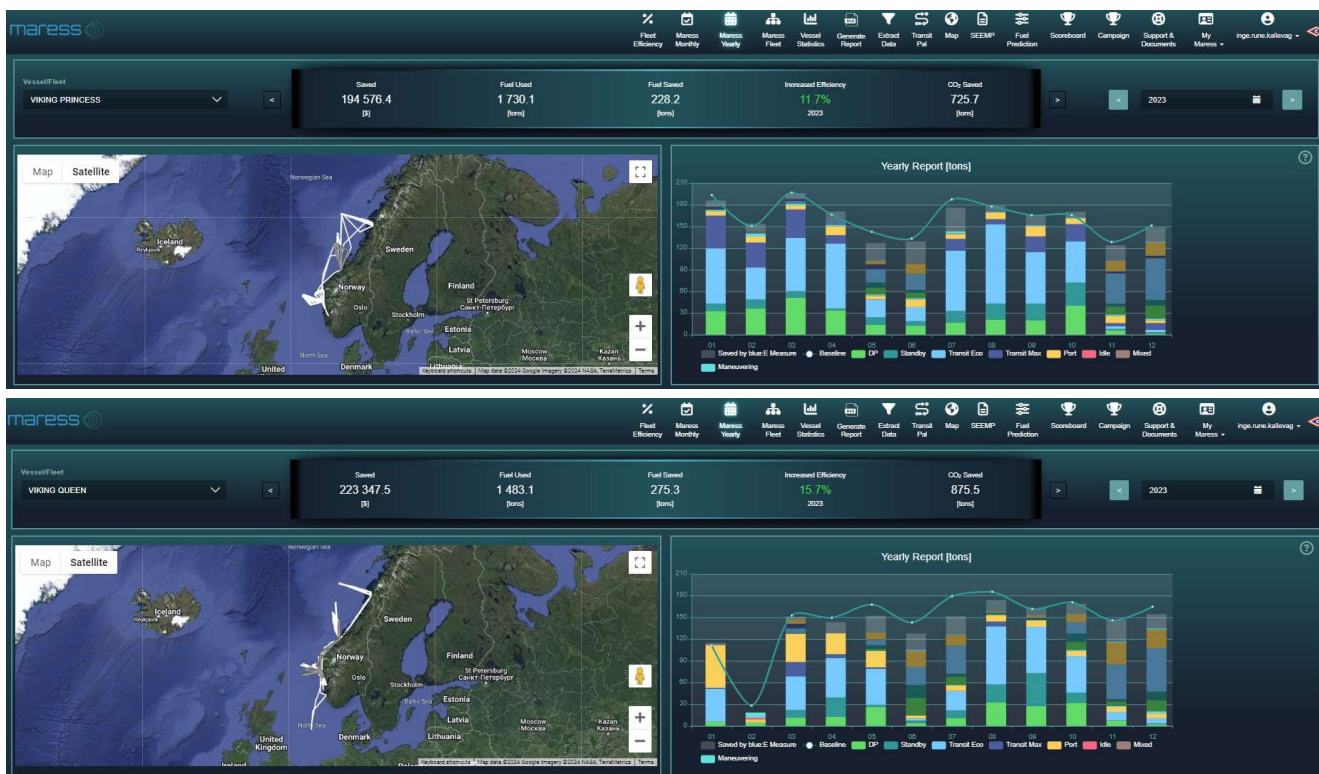 maress
Fleet Efficiency
Maress Monthly
Maress Yearly
Maress Fleet
Vessel Statistics
Generate Report
Extract Data
Transit Pal
Map
SEEMP
Fuel Prediction
Scoreboard
Campaign
Support & Documents
My Maress
inge.rune.kallevag
Vessel/Fleet
VIKING PRINCESS
<
Saved
194 576.4
[$]
Fuel Used
1 730.1
[tons]
Fuel Saved
228.2
[tons]
Increased Efficiency
11.7%
2023
CO₂ Saved
725.7
[tons]
>
<
2023
>
Map
Satellite
Norwegian Sea
Iceland
Reykjavik
Sweden
Norway
Finland
Oslo
St Petersburg
Санкт-Петербург
Stockholm
Baltic Sea
Estonia
Latvia
Moscow
Москва
Kazan
Казань
North Sea
United
Denmark
Lithuania
Keyboard shortcuts
Map data ©2024 Google Imagery ©2024 NASA, TerraMetrics
Terms
+
−
Yearly Report [tons]
?
210
180
150
120
90
60
30
0
01 02 03 04 05 06 07 08 09 10 11 12
Saved by blue:E Measure Baseline DP Standby Transit Eco Transit Max Port Idle Mixed
Maneuvering
maress
Fleet Efficiency
Maress Monthly
Maress Yearly
Maress Fleet
Vessel Statistics
Generate Report
Extract Data
Transit Pal
Map
SEEMP
Fuel Prediction
Scoreboard
Campaign
Support & Documents
My Maress
inge.rune.kallevag
Vessel/Fleet
VIKING QUEEN
<
Saved
223 347.5
[$]
Fuel Used
1 483.1
[tons]
Fuel Saved
275.3
[tons]
Increased Efficiency
15.7%
2023
CO₂ Saved
875.5
[tons]
>
<
2023
>
Map
Satellite
Norwegian Sea
Iceland
Reykjavik
Sweden
Norway
Finland
Oslo
St Petersburg
Санкт-Петербург
Stockholm
Baltic Sea
Estonia
Latvia
Moscow
Москва
Kazan
Казань
North Sea
United
Kingdom
Denmark
Lithuania
Ireland
Keyboard shortcuts
Map data ©2024 Imagery ©2024 NASA, TerraMetrics
Terms
+
−
Yearly Report [tons]
?
210
180
150
120
90
60
30
0
01 02 03 04 05 06 07 08 09 10 11 12
Saved by blue:E Measure Baseline DP Standby Transit Eco Transit Max Port Idle Mixed
Maneuvering